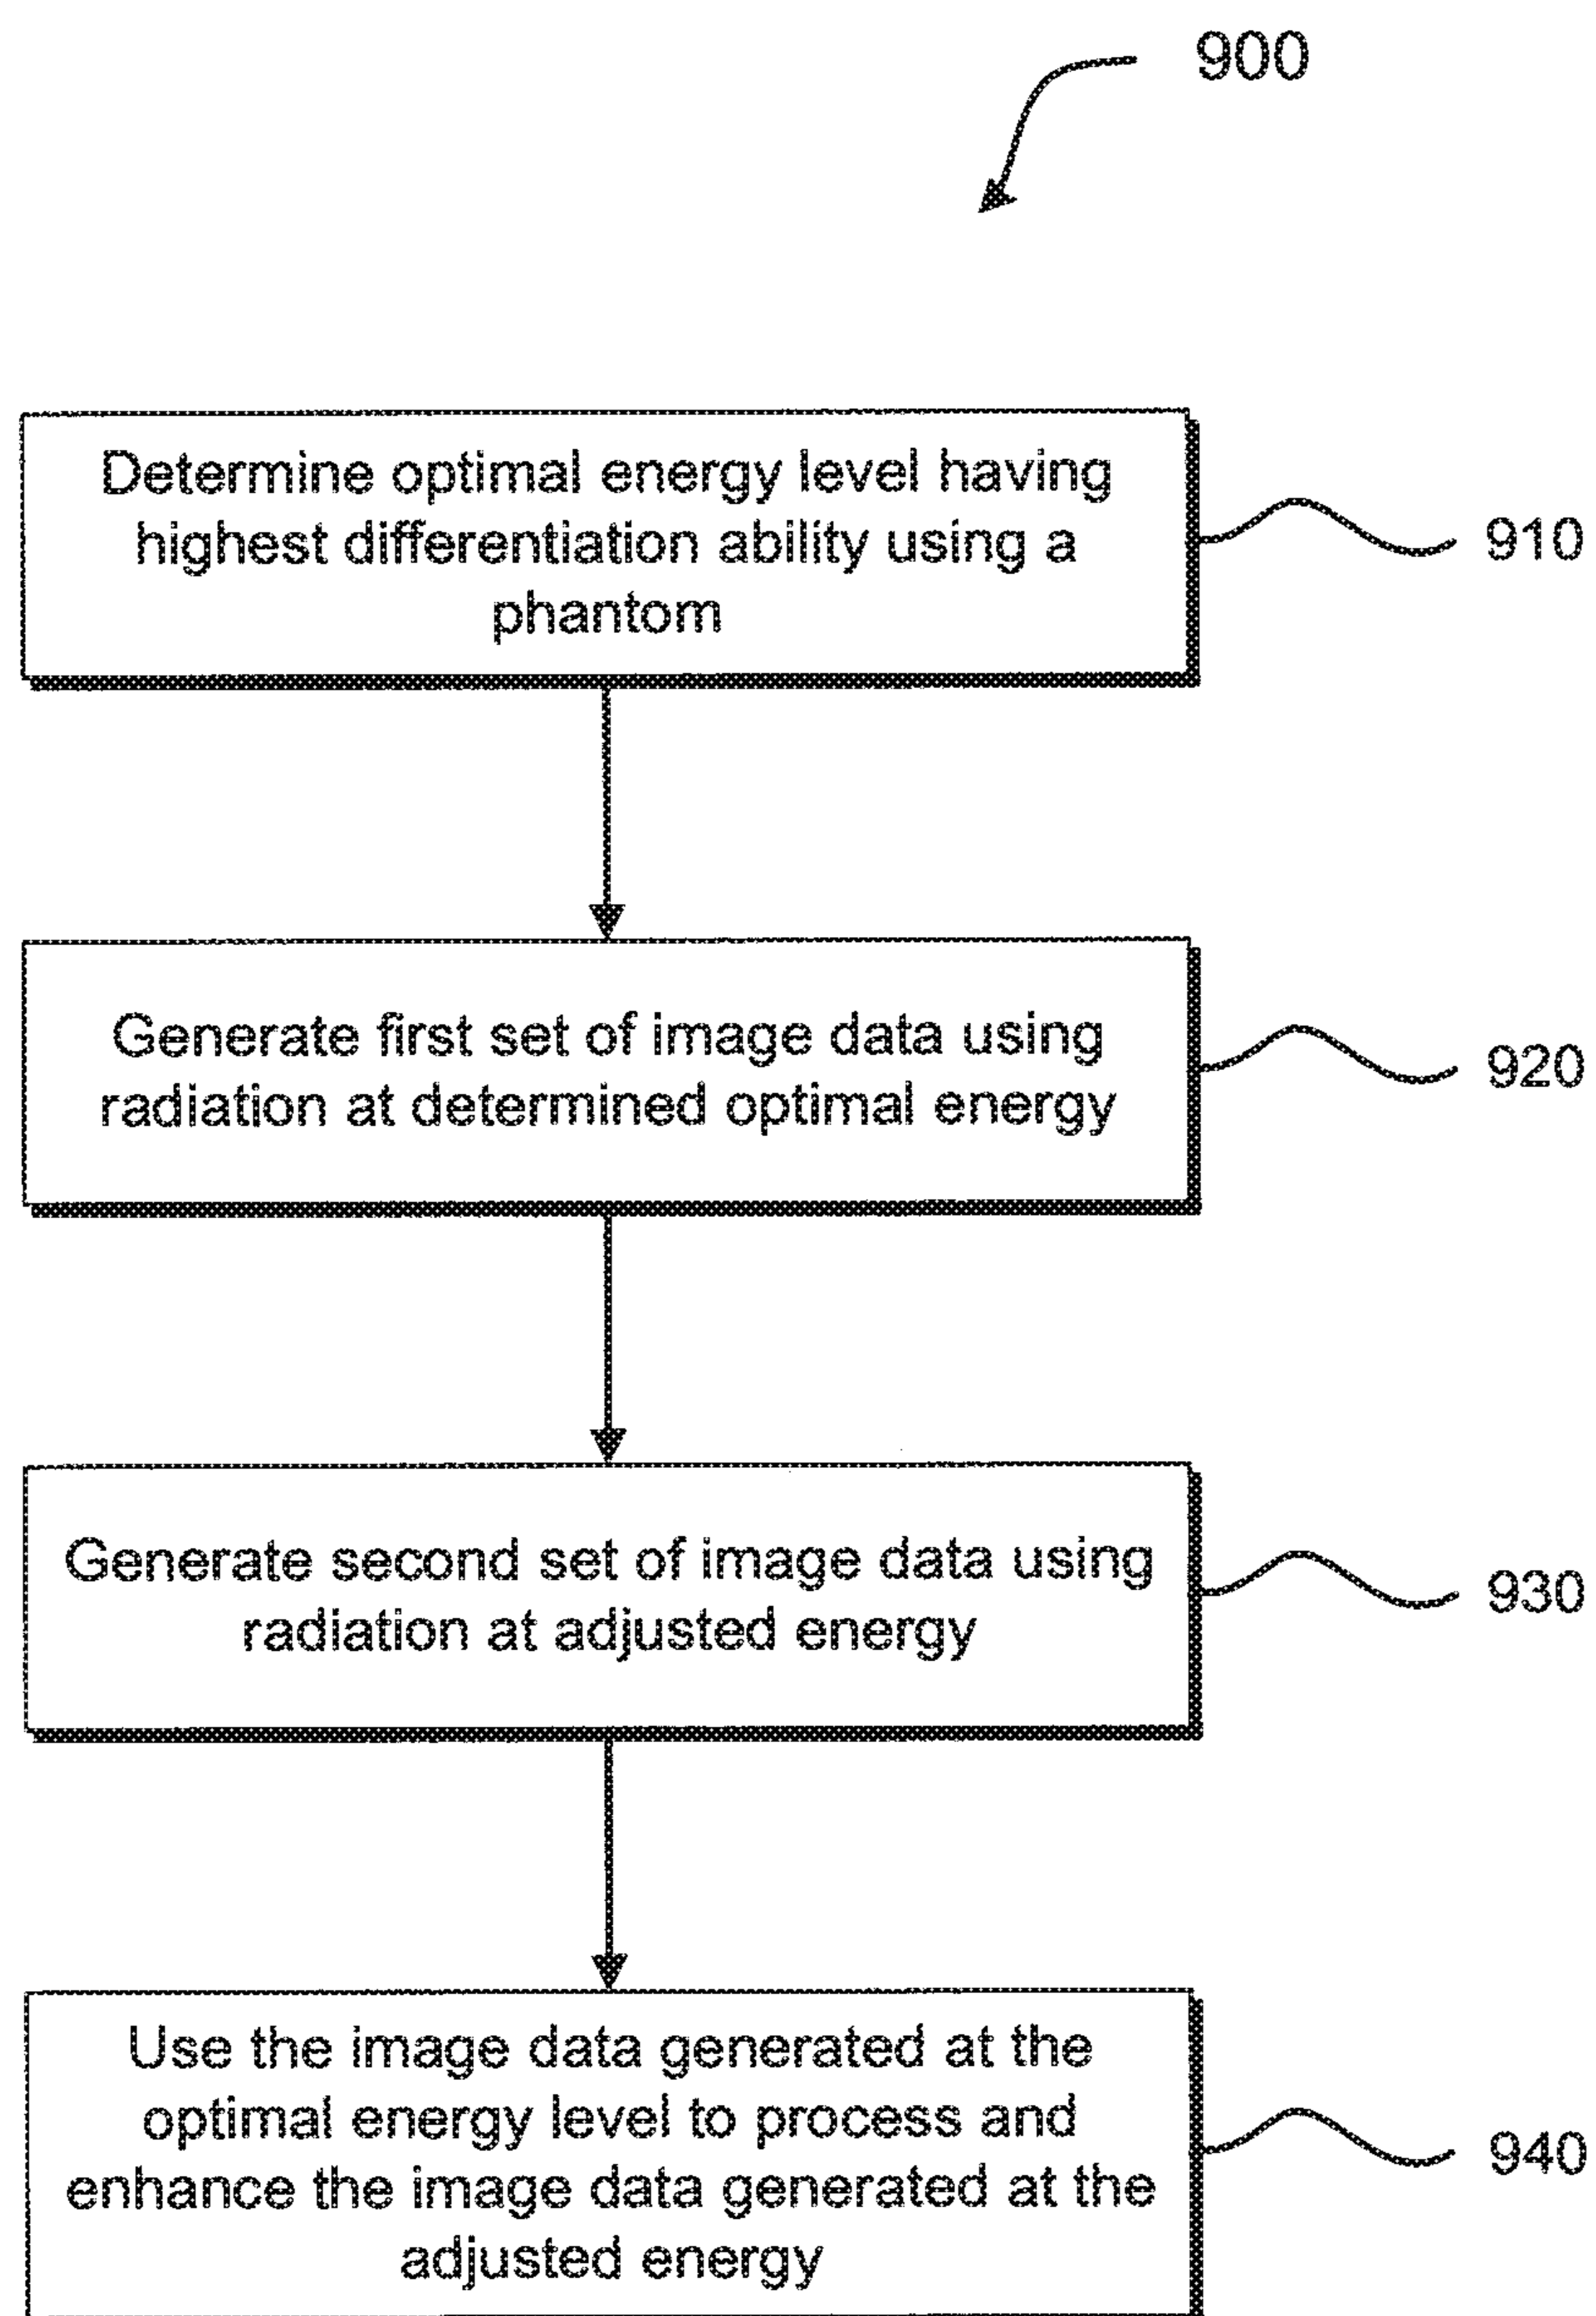 900
Determine optimal energy level having
highest differentiation ability using a
phantom
910
Generate first set of image data using
radiation at determined optimal energy
920
Generate second set of image data using
radiation at adjusted energy
930
Use the image data generated at the
optimal energy level to process and
enhance the image data generated at the
adjusted energy
940